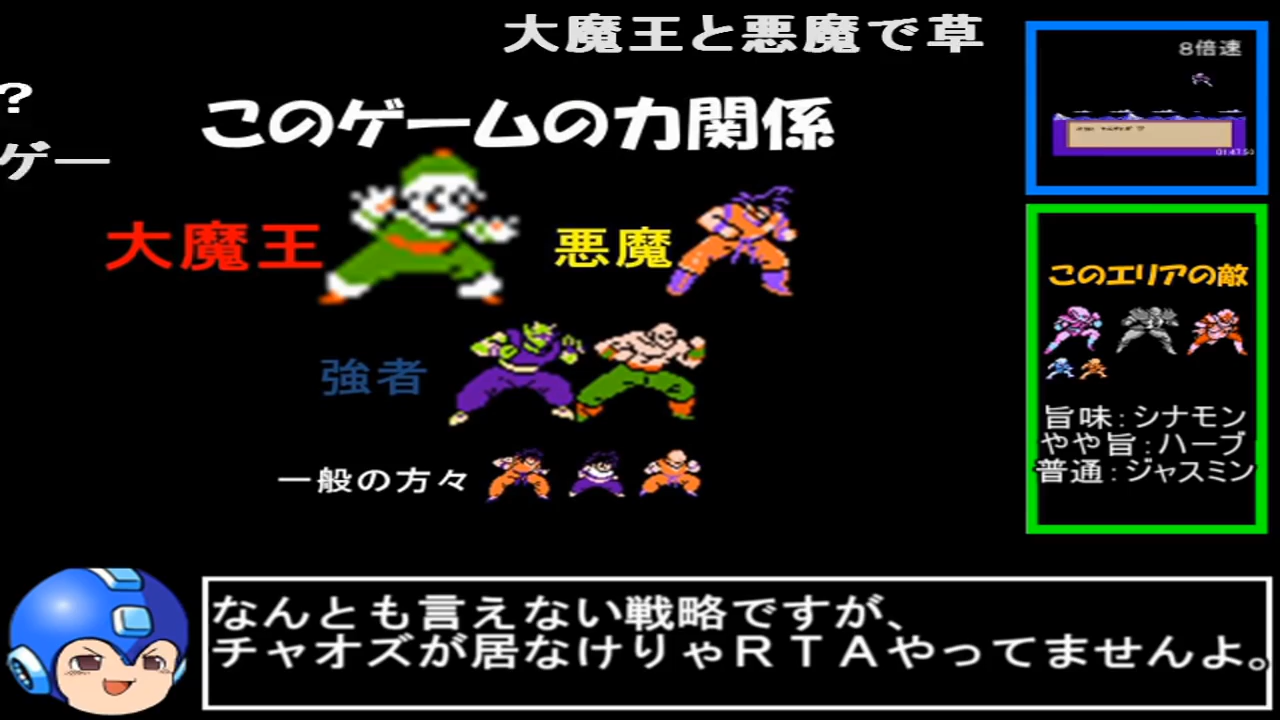 大魔王と悪魔で草
?
ゲー
このゲームの力関係
大魔王
悪魔
強者
一般の方々
8倍速
01:47.50
このエリアの敵
旨味:シナモン
やや旨:ハーブ
普通:ジャスミン
なんとも言えない戦略ですが、
チャオズが居なけりゃRTAやってませんよ。